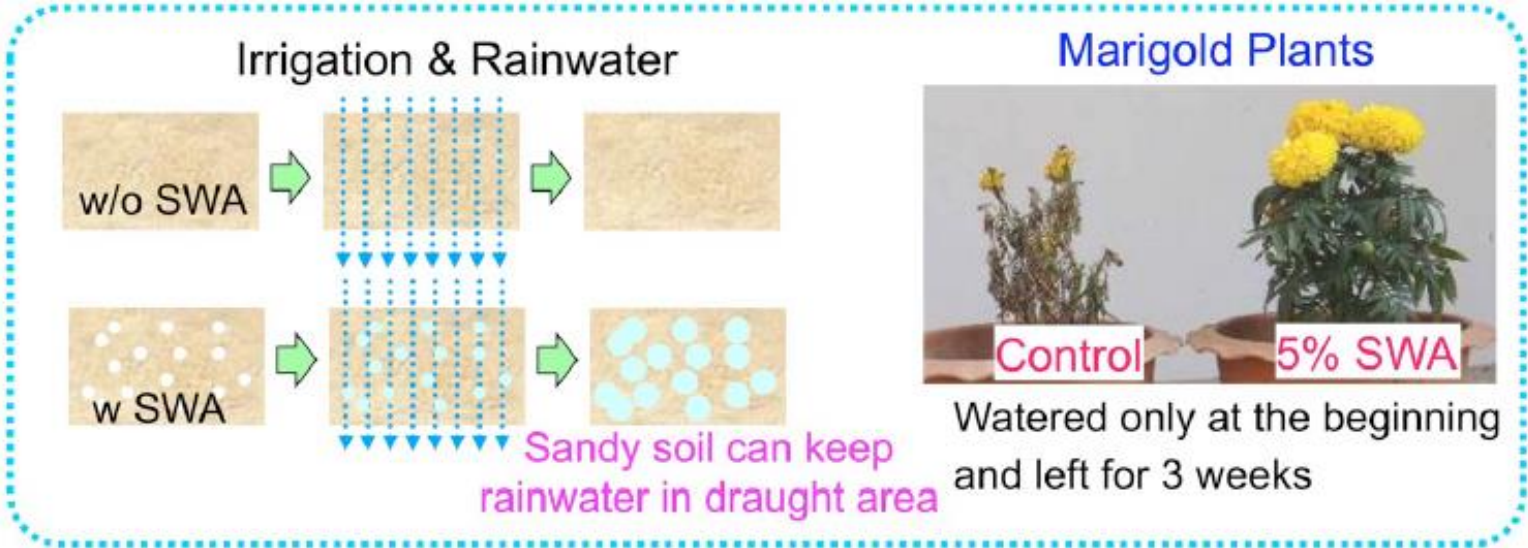 Irrigation & Rainwater
w/o SWA
w SWA
Sandy soil can keep
rainwater in draught area
Marigold Plants
Control
5% SWA
Watered only at the beginning
and left for 3 weeks